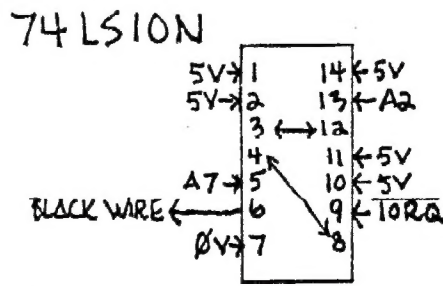 74LS10N
5V→1 14←5V
5V→2 13←A2
3↔12
4 11←5V
A7→5 10←5V
BLACK WIRE←6 9←IORQ
ØV→7 8